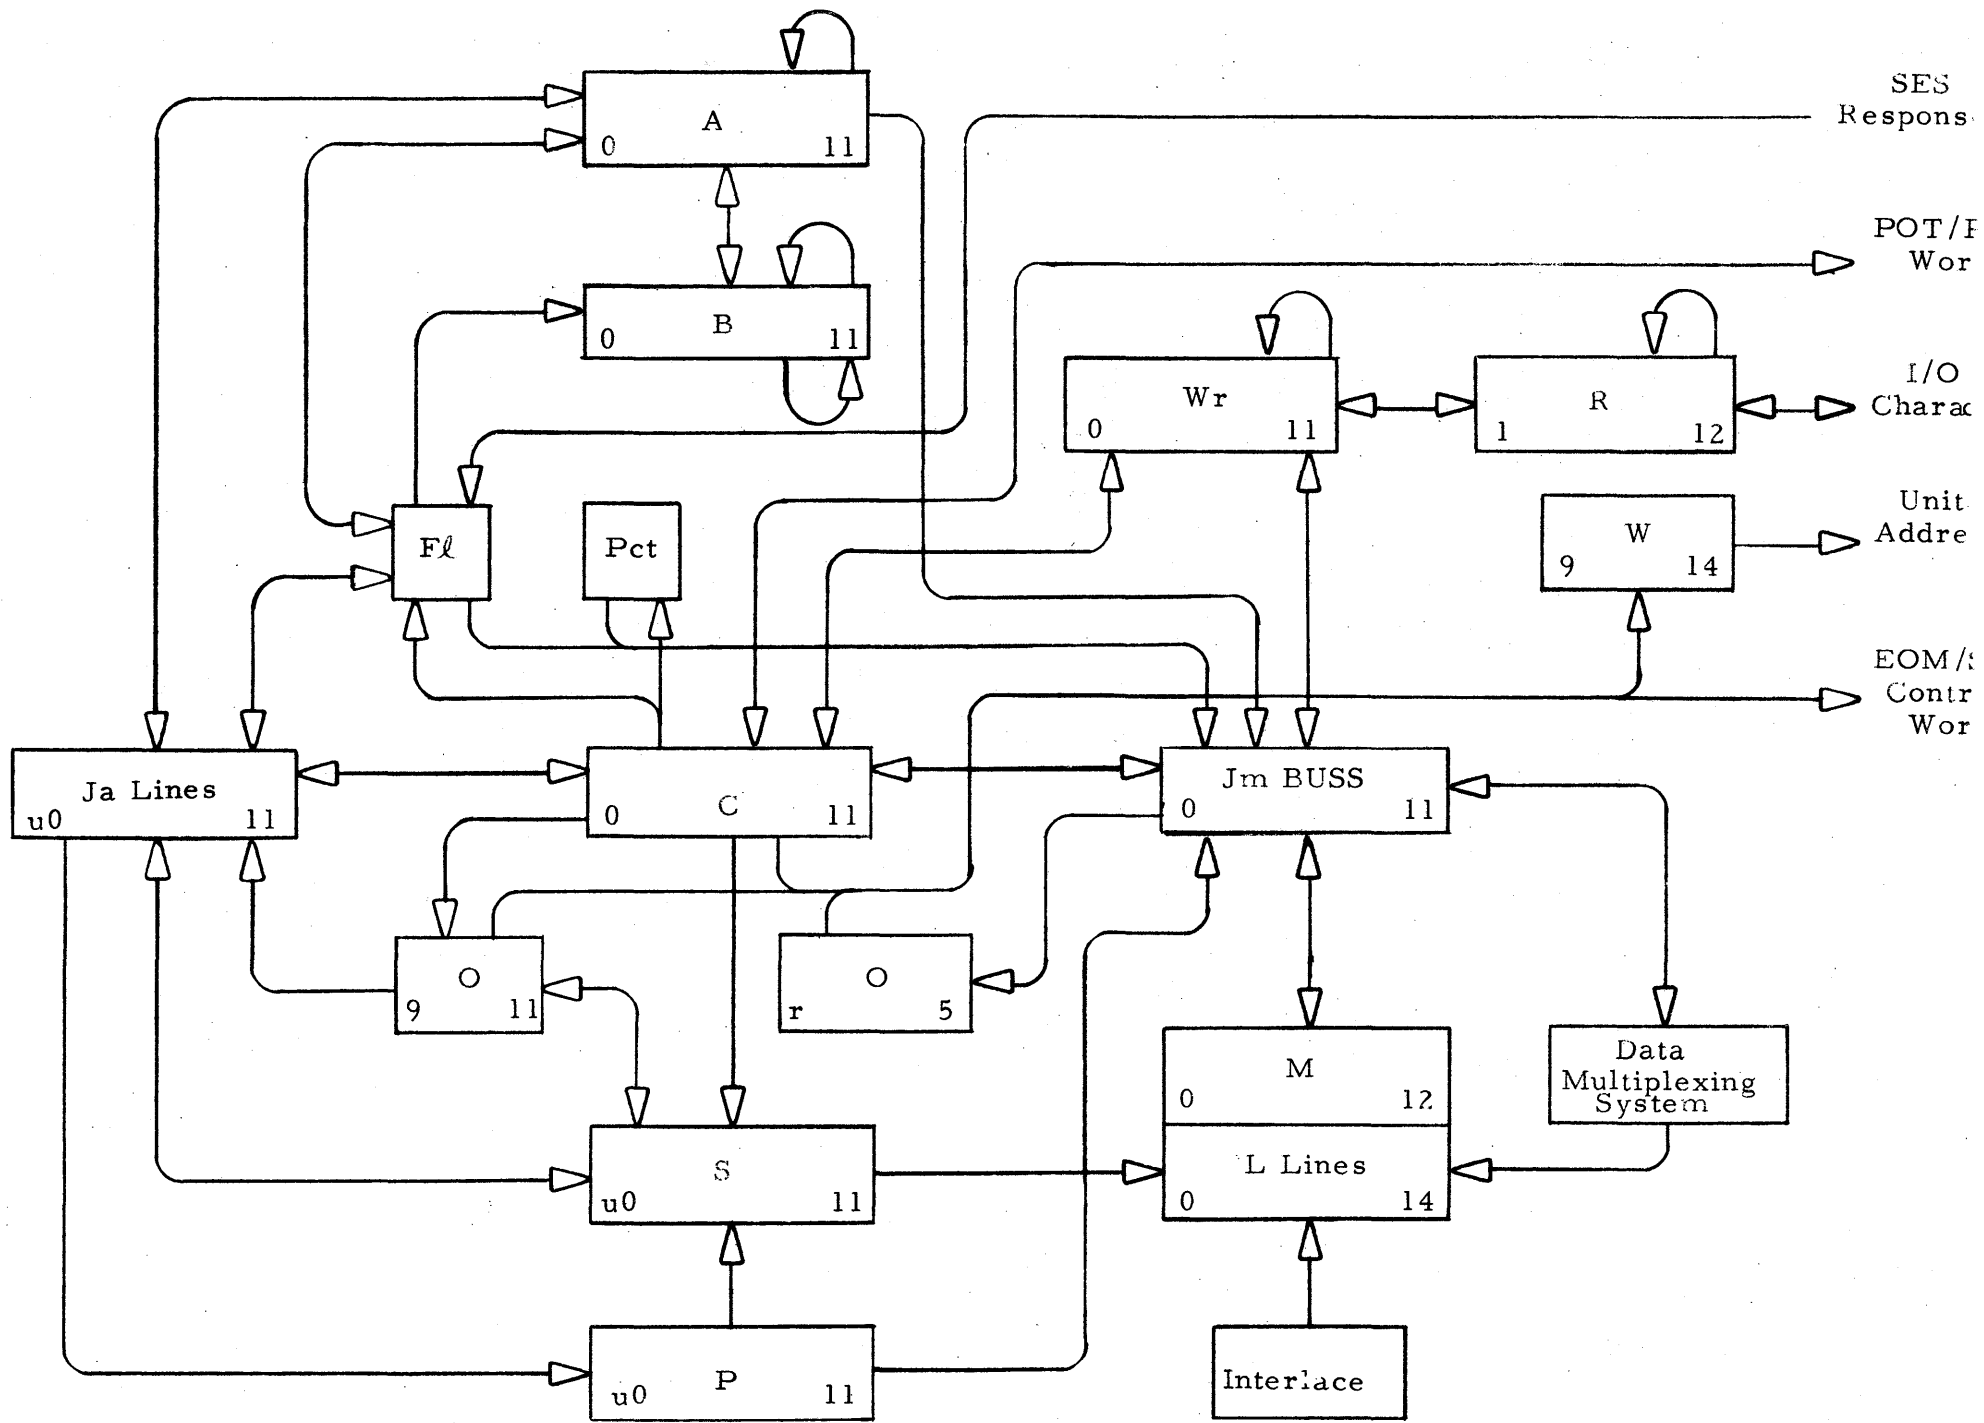 SES
Respons
A
0 11
POT/
Wor
B
0 11
I/O
Charac
Wr
0 11
R
1 12
Unit
Addre
Fℓ
Pct
W
9 14
EOM/
Contr
Wor
Ja Lines
u0 11
C
0 11
Jm BUSS
0 11
O
9 11
O
r 5
M
0 12
Data
Multiplexing
System
S
u0 11
L Lines
0 14
P
u0 11
Interlace